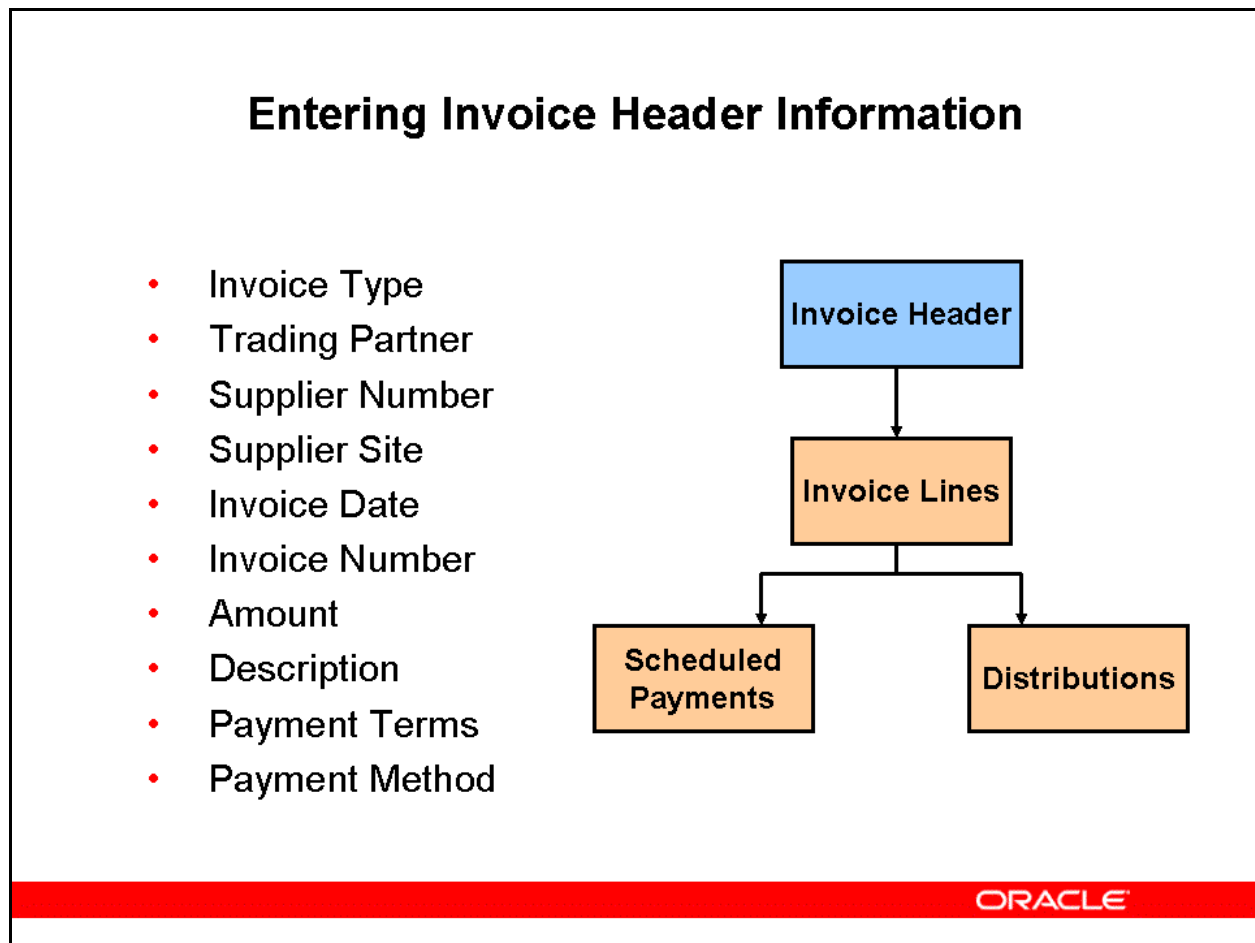 Entering Invoice Header Information
• Invoice Type
• Trading Partner
• Supplier Number
• Supplier Site
• Invoice Date
• Invoice Number
• Amount
• Description
• Payment Terms
• Payment Method
Invoice Header
Invoice Lines
Scheduled
Payments
Distributions
ORACLE